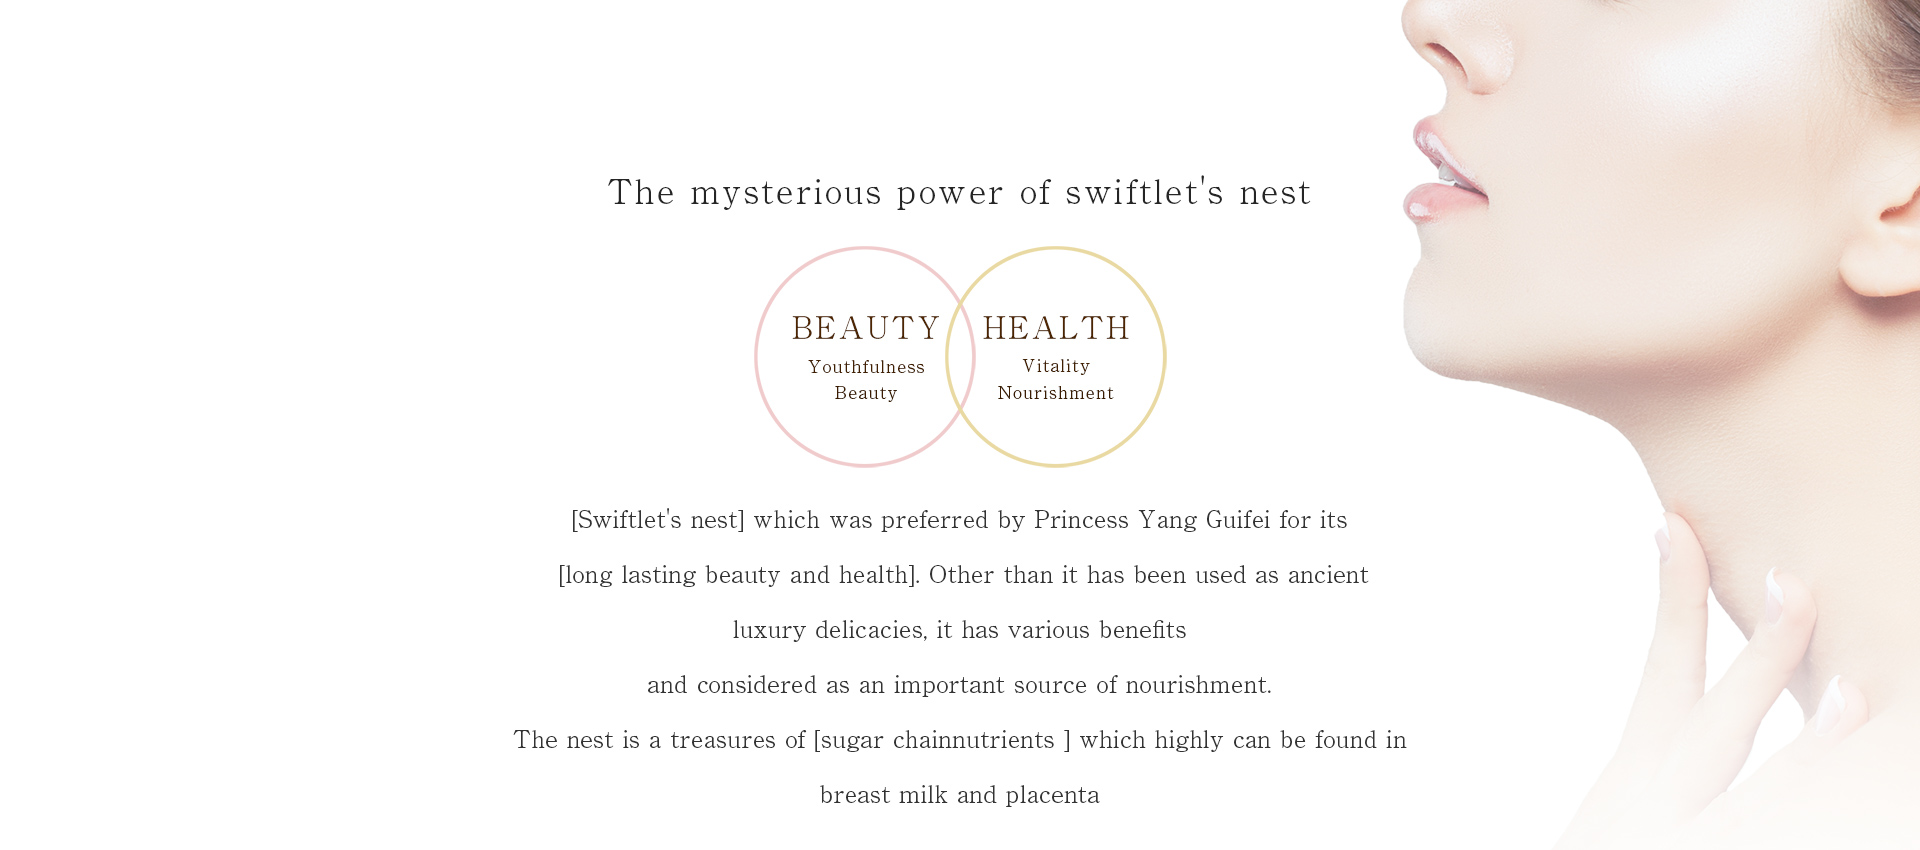 The mysterious power of swiftlet's nest
BEAUTY
Youthfulness
Beauty
HEALTH
Vitality
Nourishment
[Swiftlet's nest] which was preferred by Princess Yang Guifei for its
[long lasting beauty and health]. Other than it has been used as ancient
luxury delicacies, it has various benefits
and considered as an important source of nourishment.
The nest is a treasures of [sugar chainnutrients ] which highly can be found in
breast milk and placenta